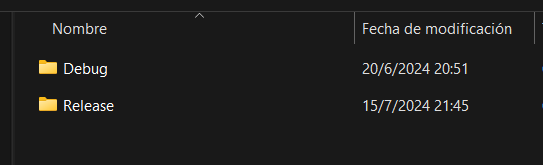 Nombre Fecha de modificación
Debug 20/6/2024 20:51
Release 15/7/2024 21:45